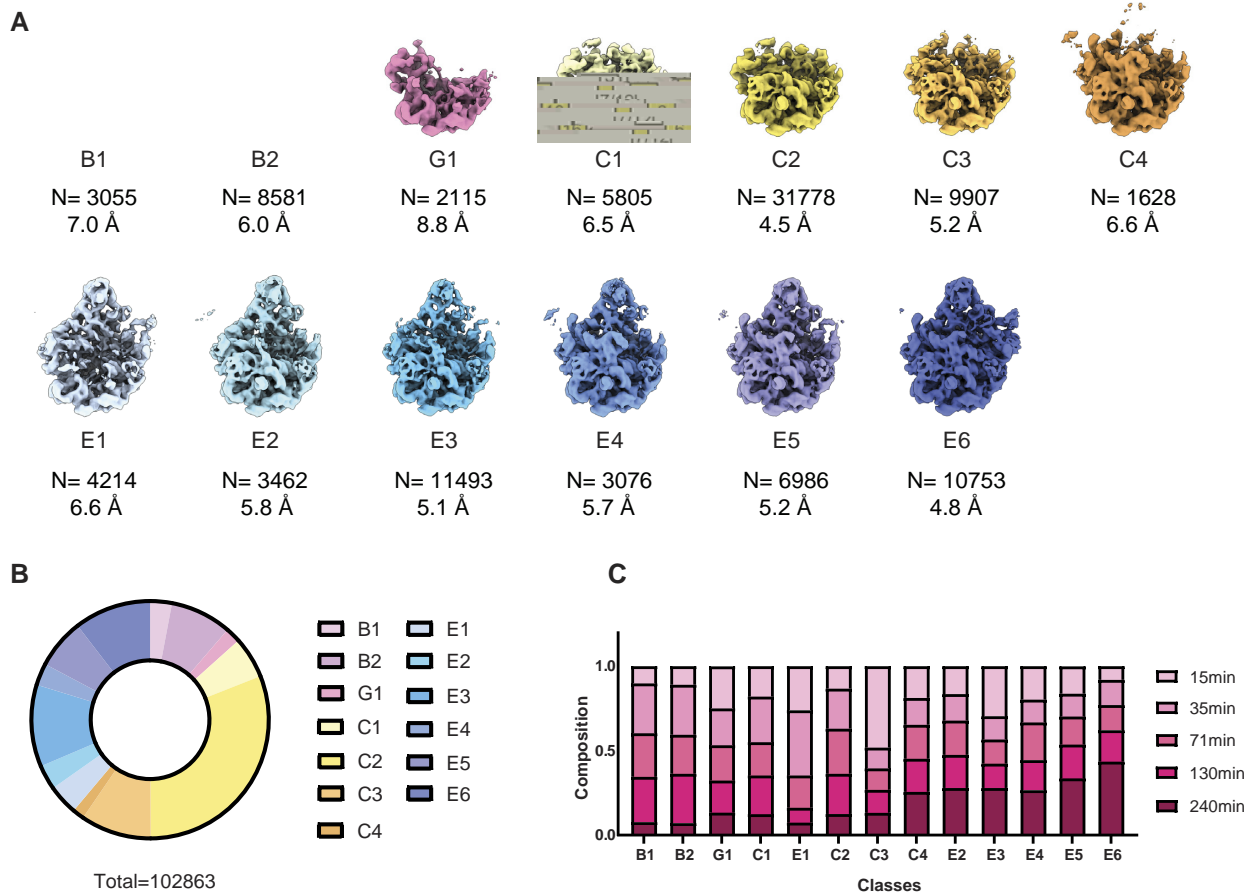 A
B1
B2
G1
C1
C2
C3
C4
N= 3055
N= 8581
N= 2115
N= 5805
N= 31778
N= 9907
N= 1628
7.0 Å
6.0 Å
8.8 Å
6.5 Å
4.5 Å
5.2 Å
6.6 Å
E1
E2
E3
E4
E5
E6
N= 4214
N= 3462
N= 11493
N= 3076
N= 6986
N= 10753
6.6 Å
5.8 Å
5.1 Å
5.7 Å
5.2 Å
4.8 Å
B
B1
B2
G1
C1
C2
C3
C4
E1
E2
E3
E4
E5
E6
Total=102863
C
Composition
1.0
0.5
0.0
B1
B2
G1
C1
E1
C2
C3
C4
E2
E3
E4
E5
E6
Classes
15min
35min
71min
130min
240min